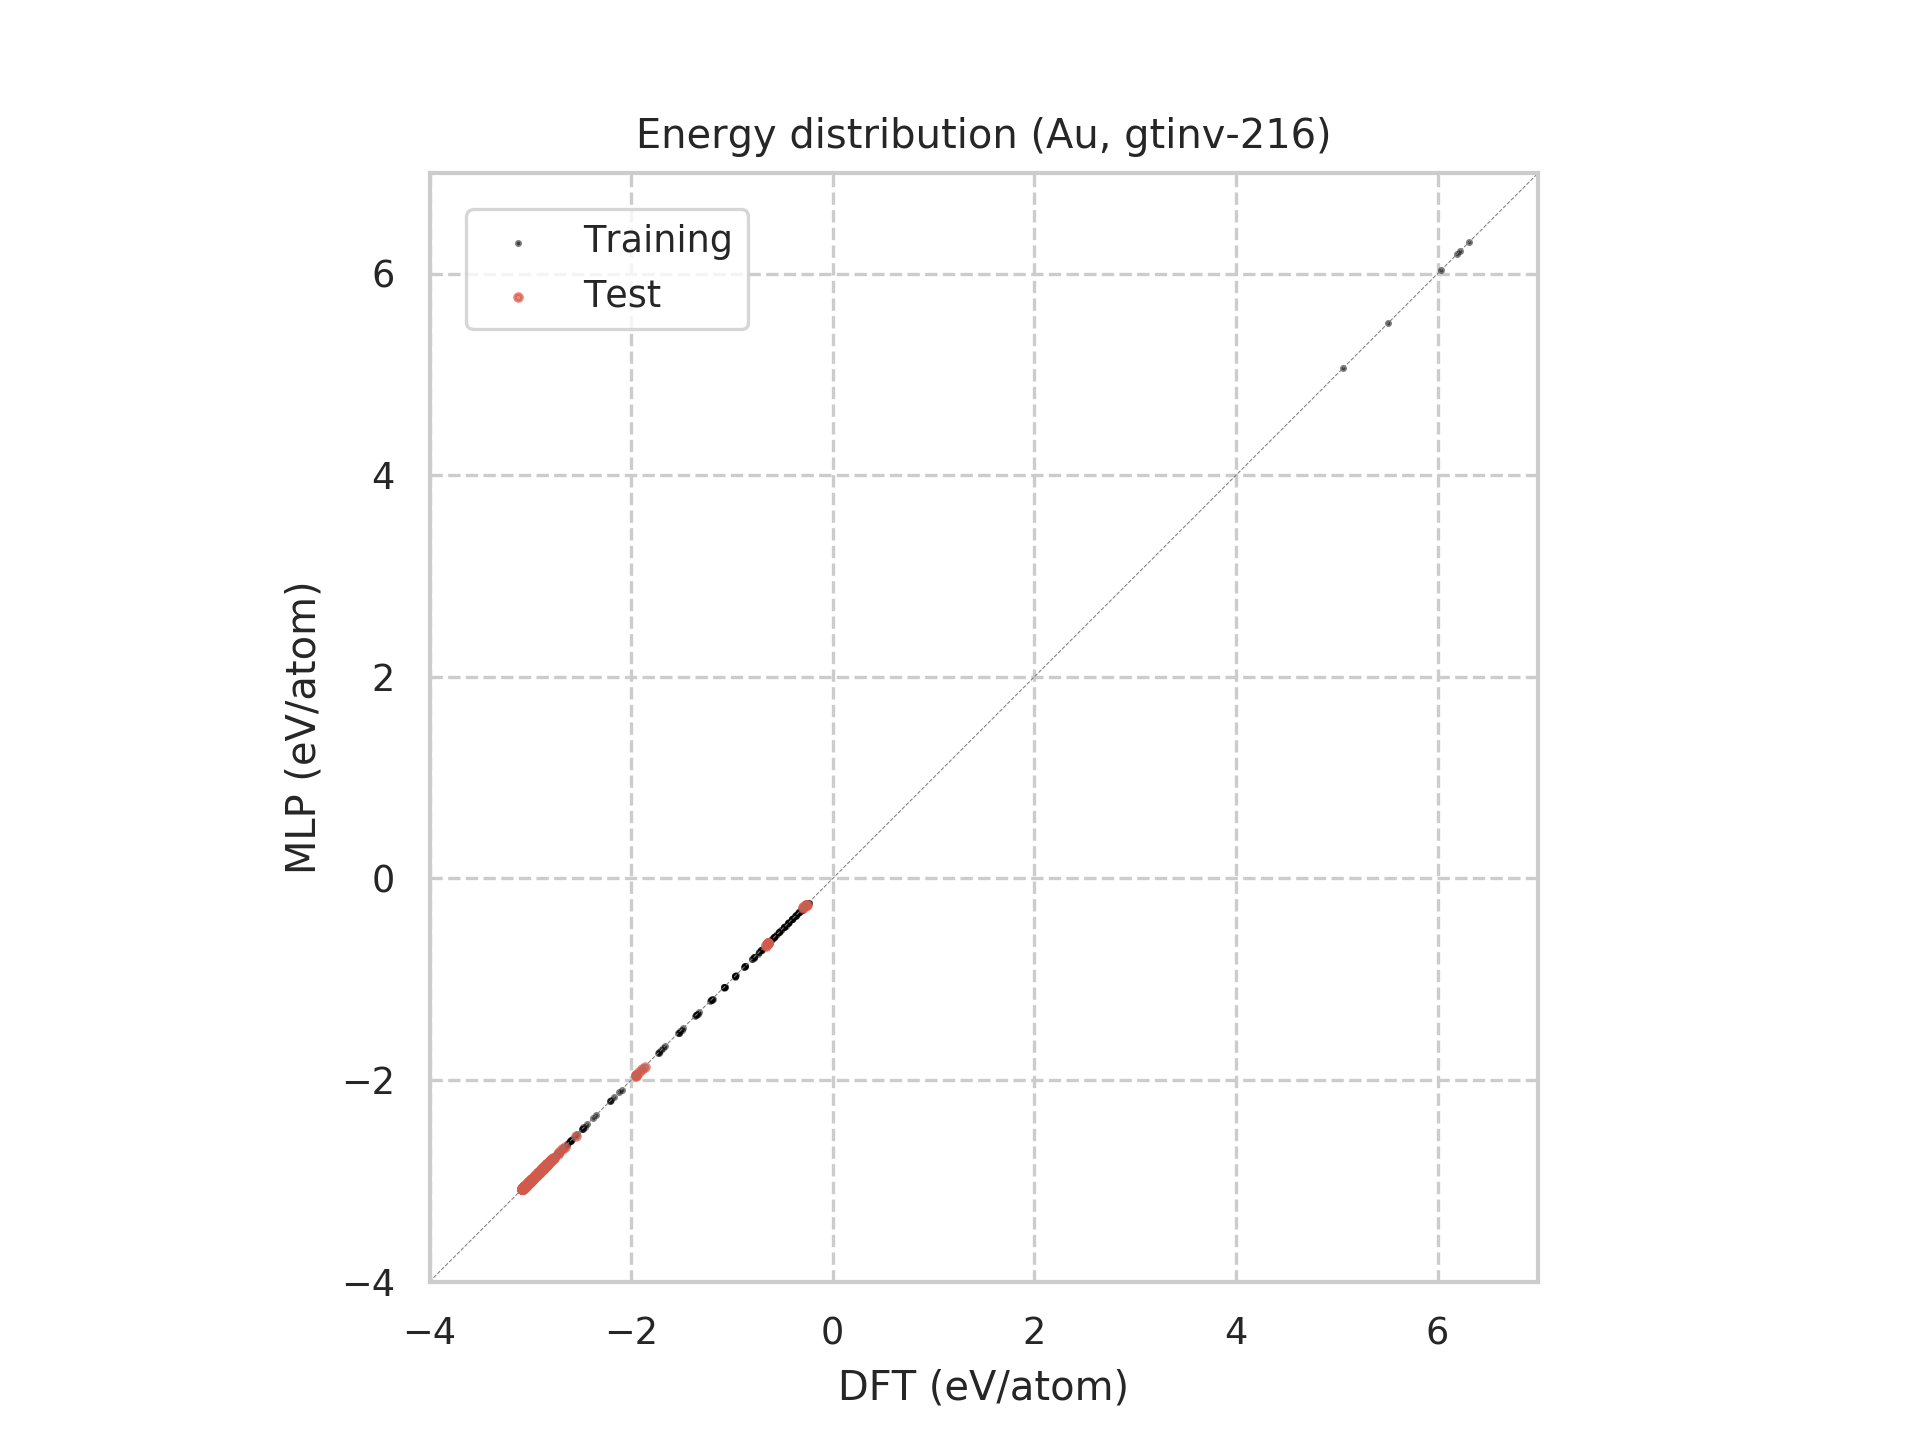 Energy distribution (Au, gtinv-216)
Training
Test
6
4
2
0
−2
−4
MLP (eV/atom)
−4 −2 0 2 4 6
DFT (eV/atom)